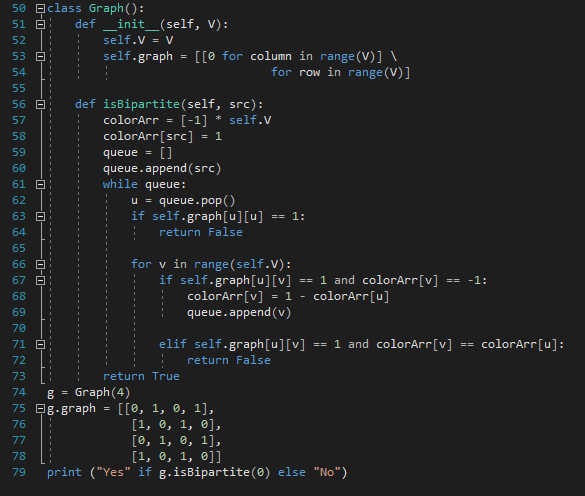 50 class Graph():
51     def __init__(self, V):
52         self.V = V
53         self.graph = [[0 for column in range(V)] \
54                                 for row in range(V)]
55
56     def isBipartite(self, src):
57         colorArr = [-1] * self.V
58         colorArr[src] = 1
59         queue = []
60         queue.append(src)
61         while queue:
62             u = queue.pop()
63             if self.graph[u][u] == 1:
64                 return False
65
66             for v in range(self.V):
67                 if self.graph[u][v] == 1 and colorArr[v] == -1:
68                     colorArr[v] = 1 - colorArr[u]
69                     queue.append(v)
70
71                 elif self.graph[u][v] == 1 and colorArr[v] == colorArr[u]:
72                     return False
73         return True
74 g = Graph(4)
75 g.graph = [[0, 1, 0, 1],
76             [1, 0, 1, 0],
77             [0, 1, 0, 1],
78             [1, 0, 1, 0]]
79 print ("Yes" if g.isBipartite(0) else "No")